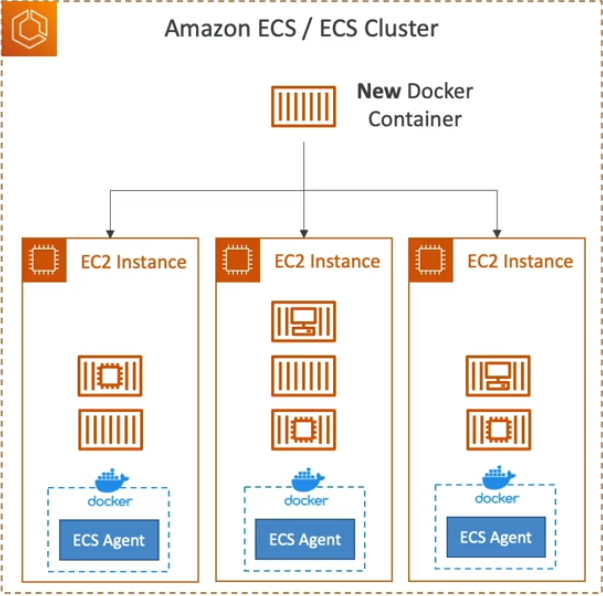 Amazon ECS / ECS Cluster
New Docker
Container
EC2 Instance
EC2 Instance
EC2 Instance
docker
docker
docker
ECS Agent
ECS Agent
ECS Agent